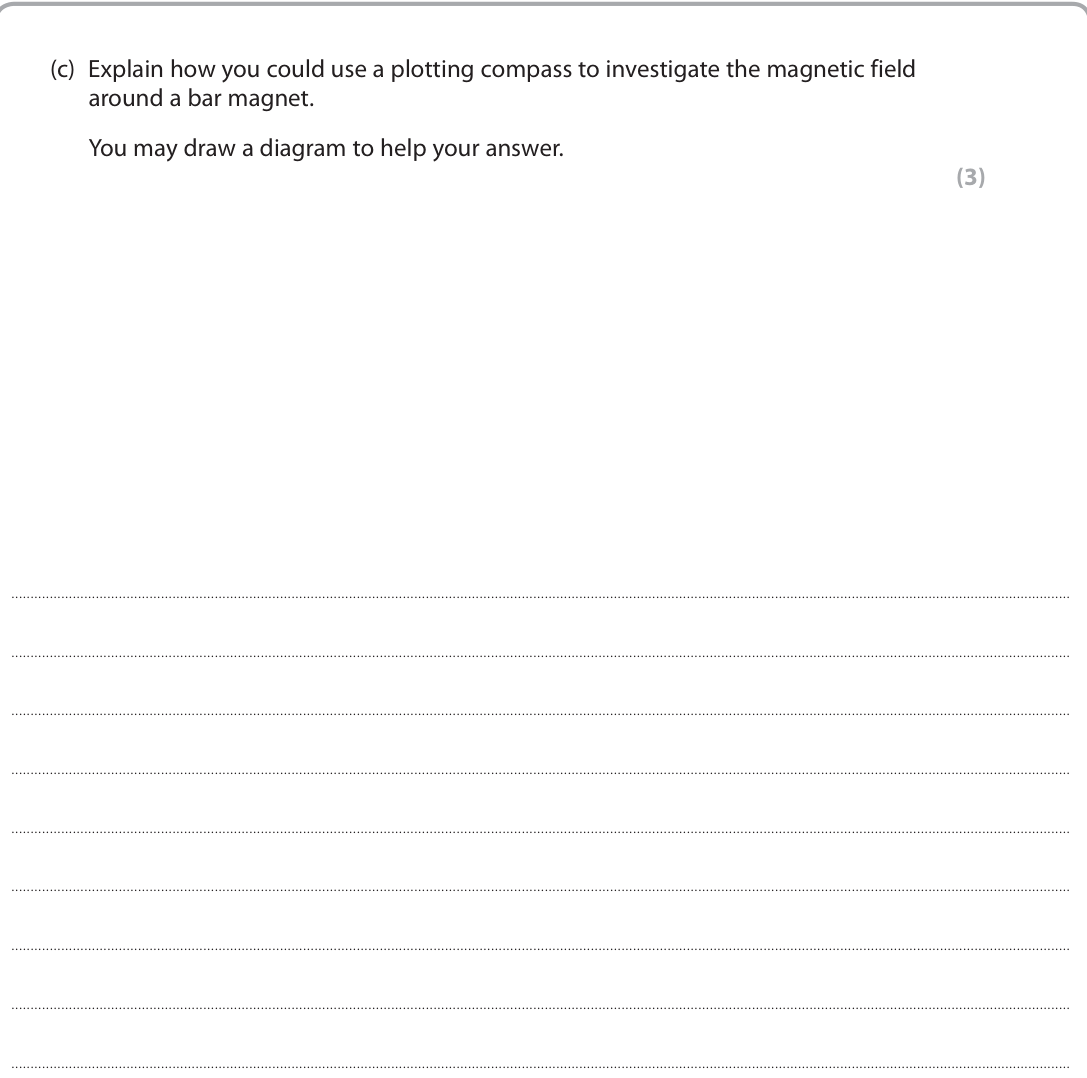 (c) Explain how you could use a plotting compass to investigate the magnetic field
around a bar magnet.
You may draw a diagram to help your answer.
(3)